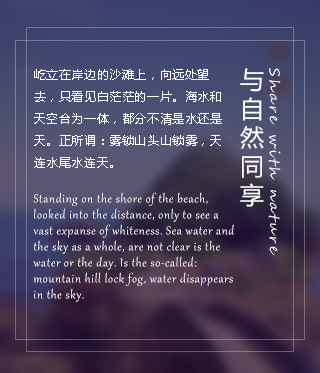 屹立在岸边的沙滩上，向远处望
去，只看见白茫茫的一片。海水和
天空合为一体，都分不清是水还是
天。正所谓：雾锁山头山锁雾，天
连水尾水连天。
Standing on the shore of the beach,
looked into the distance, only to see a
vast expanse of whiteness. Sea water and
the sky as a whole, are not clear is the
water or the day. Is the so-called:
mountain hill lock fog, water disappears
in the sky.
与自然同享
Share with nature